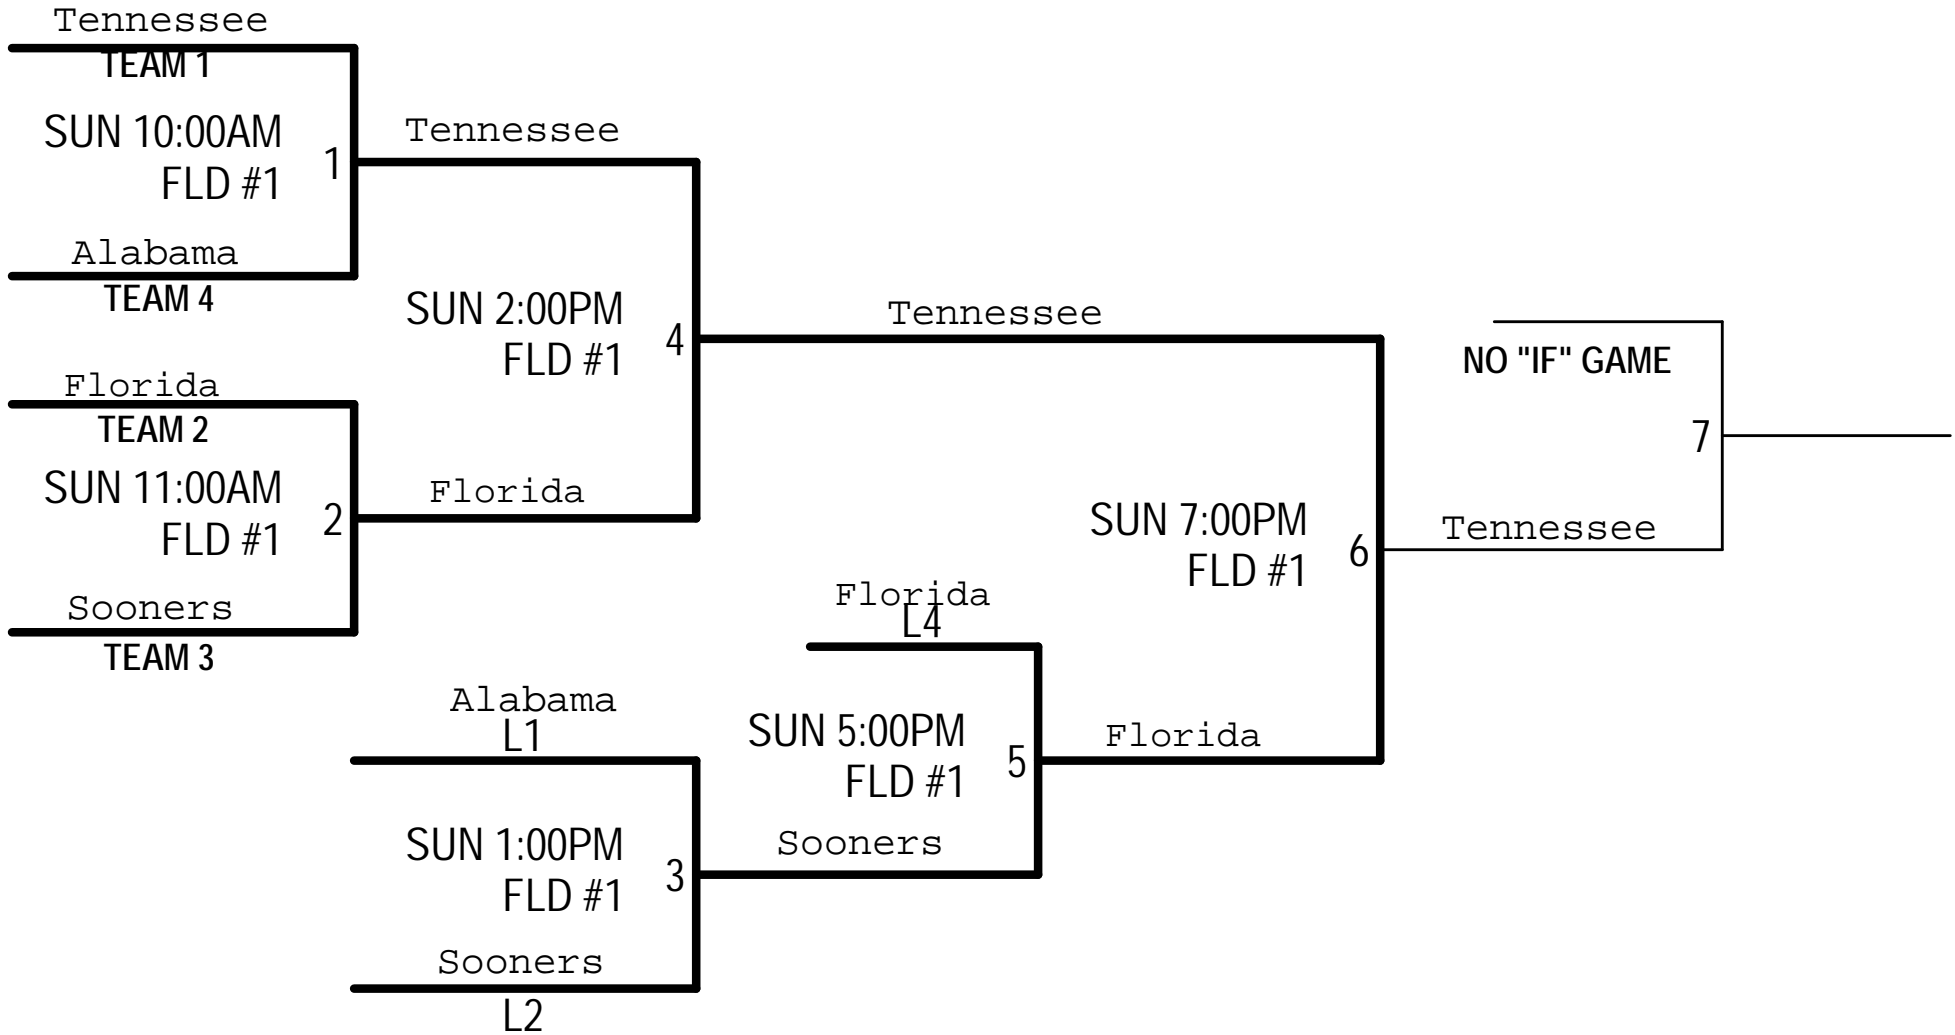 Tennessee
TEAM 1
SUN 10:00AM
FLD #1
1
Alabama
TEAM 4
Tennessee
SUN 2:00PM
FLD #1
4
Florida
TEAM 2
SUN 11:00AM
FLD #1
2
Sooners
TEAM 3
Florida
Tennessee
NO "IF" GAME
7
SUN 7:00PM
FLD #1
6
Tennessee
Florida
L4
SUN 5:00PM
FLD #1
5
Florida
Alabama
L1
SUN 1:00PM
FLD #1
3
Sooners
Sooners
L2